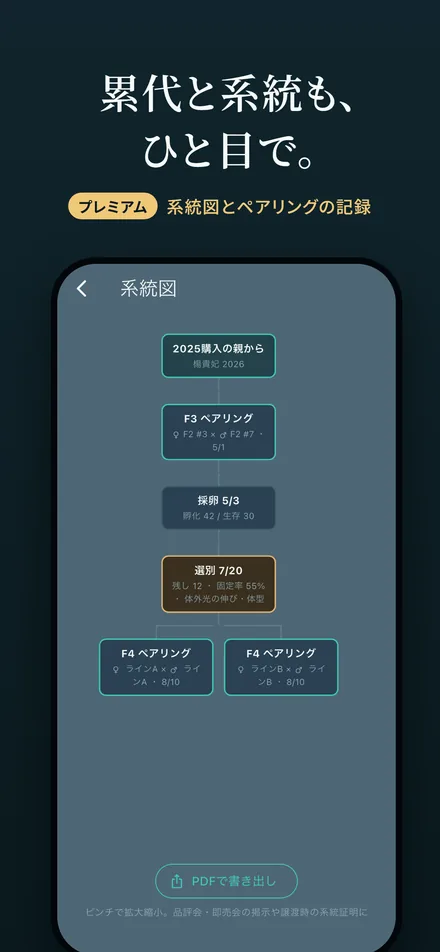 累代と系統も、
ひと目で。
プレミアム 系統図とペアリングの記録
系統図
2025購入の親から
楊貴妃 2026
F3 ペアリング
♀ F2 #3 × ♂ F2 #7 ・
5/1
採卵 5/3
孵化 42 / 生存 30
選別 7/20
残し 12 ・ 固定率 55%
・ 体外光の伸び・体型
F4 ペアリング
♀ ラインA × ♂ ライ
ンA ・ 8/10
F4 ペアリング
♀ ラインB × ♂ ライ
ンB ・ 8/10
PDFで書き出し
ピンチで拡大縮小。品評会・即売会の掲示や譲渡時の系統証明に